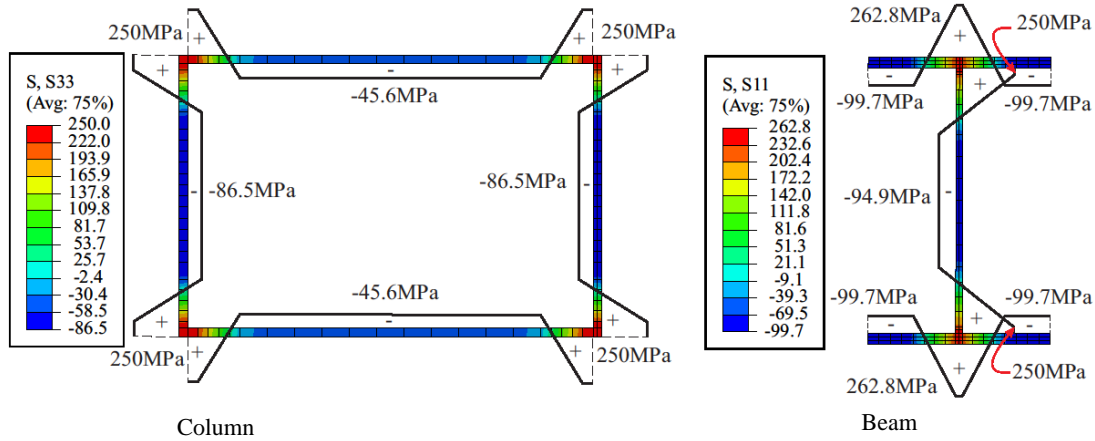 250MPa
250MPa
+
+
+
+
-
-45.6MPa
S, S33
(Avg: 75%)
250.0
222.0
193.9
165.9
137.8
109.8
81.7
53.7
25.7
-2.4
-30.4
-58.5
-86.5
-
-86.5MPa
-86.5MPa
-
-45.6MPa
-
+
+
+
+
250MPa
250MPa
Column
262.8MPa
250MPa
+
-
+
-
-99.7MPa
-99.7MPa
S, S11
(Avg: 75%)
262.8
232.6
202.4
172.2
142.0
111.8
81.6
51.3
21.1
-9.1
-39.3
-69.5
-99.7
-94.9MPa
-
-99.7MPa
-99.7MPa
-
+
-
+
262.8MPa
250MPa
Beam